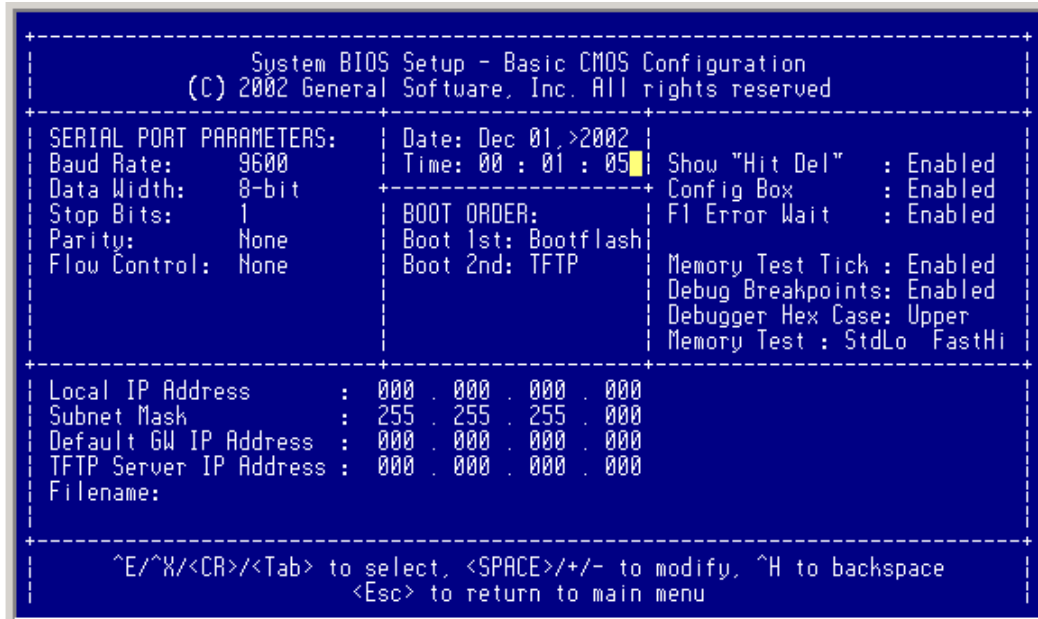 System BIOS Setup - Basic CMOS Configuration
(C) 2002 General Software, Inc. All rights reserved
SERIAL PORT PARAMETERS:
Baud Rate: 9600
Data Width: 8-bit
Stop Bits: 1
Parity: None
Flow Control: None
Date: Dec 01,>2002
Time: 00 : 01 : 05
BOOT ORDER:
Boot 1st: Bootflash
Boot 2nd: TFTP
Show "Hit Del" : Enabled
Config Box : Enabled
F1 Error Wait : Enabled
Memory Test Tick : Enabled
Debug Breakpoints: Enabled
Debugger Hex Case: Upper
Memory Test : StdLo FastHi
Local IP Address : 000 . 000 . 000 . 000
Subnet Mask : 255 . 255 . 255 . 000
Default GW IP Address : 000 . 000 . 000 . 000
TFTP Server IP Address : 000 . 000 . 000 . 000
Filename:
^E/^X/<CR>/<Tab> to select, <SPACE>/+/- to modify, ^H to backspace
<Esc> to return to main menu